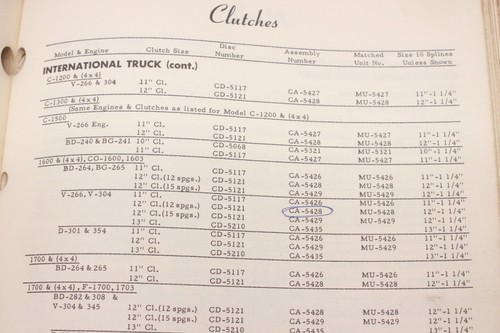 Clutches
Model & Engine Clutch Size Disc Number Assembly Number Matched Unit No. Size 10 Splines Unless Shown
INTERNATIONAL TRUCK (cont.)
C-1200 & (4x4)
V-266 & 304 11" Cl. CD-5117 CA-5427 MU-5427 11"-1 1/4"
12" Cl. CD-5121 CA-5428 MU-5428 12"-1 1/4"
C-1300 & (4x4)
(Same Engines & Clutches as listed for Model C-1200 & (4x4)
C-1500
V-266 Eng. 11" Cl. CD-5117 CA-5427 MU-5427 11"-1 1/4"
12" Cl. CD-5121 CA-5428 MU-5428 12"-1 1/4"
BD-240 & BG-241 10" Cl. CD-5068 CA-5321 MU-5321 10"-1 1/4"
11" Cl. CD-5117 CA-5427 MU-5427 11"-1 1/4"
1600 & (4x4), CO-1600, 1603
BD-264, BG-265 11" Cl. CD-5117 CA-5426 MU-5426 11"-1 1/4"
12" Cl.(12 spgs.) CD-5121 CA-5428 MU-5428 12"-1 1/4"
12" Cl.(15 spgs.) CD-5121 CA-5429 MU-5429 12"-1 1/4"
V-266, V-304 11" Cl. CD-5117 CA-5426 MU-5426 11"-1 1/4"
12" Cl.(12 spgs.) CD-5121 CA-5428 MU-5428 12"-1 1/4"
12" Cl.(15 spgs.) CD-5121 CA-5429 MU-5429 12"-1 1/4"
13" Cl. CD-5210 CA-5435 13"-1 1/4"
D-301 & 354 11" Cl. CD-5117 CA-5426 MU-5426 11"-1 1/4"
12" Cl. CD-5121 CA-5428 MU-5428 12"-1 1/4"
13" Cl. CD-5210 CA-5435 13"-1 1/4"
1700 & (4x4)
BD-264 & 265 11" Cl. CD-5117 CA-5426 MU-5426 11"-1 1/4"
12" Cl. CD-5121 CA-5428 MU-5428 12"-1 1/4"
1700 & (4x4), F-1700, 1703
BD-282 & 308 &
V-304 & 345 12" Cl.(12 spgs.) CD-5121 CA-5428 MU-5428 12"-1 1/4"
12" Cl.(15 spgs.) CD-5121 CA-5429 MU-5429 12"-1 1/4"
13" Cl. CD-5210 CA-5435 13"-1 1/4"